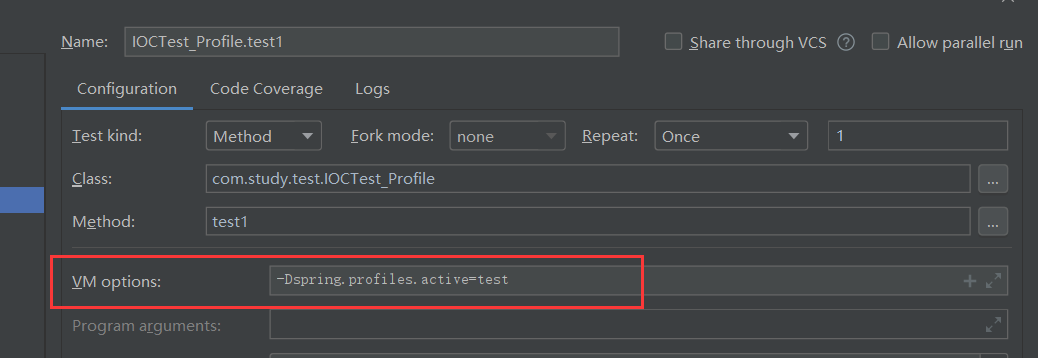 Name: IOCTest_Profile.test1 Share through VCS ? Allow parallel run
Configuration Code Coverage Logs
Test kind: Method Fork mode: none Repeat: Once 1
Class: com.study.test.IOCTest_Profile ...
Method: test1 ...
VM options: -Dspring.profiles.active=test
Program arguments: